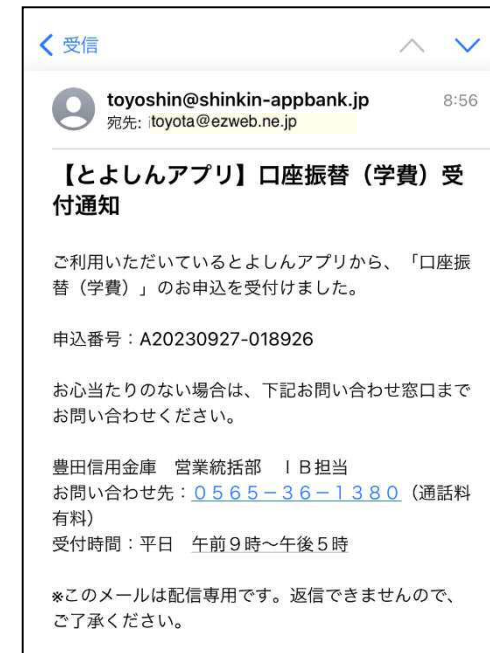 受信
toyoshin@shinkin-appbank.jp 8:56
宛先: toyota@ezweb.ne.jp
【とよしんアプリ】口座振替（学費）受
付通知
ご利用いただいているとよしんアプリから、「口座振
替（学費）」のお申込を受付けました。
申込番号：A20230927-018926
お心当たりのない場合は、下記お問い合わせ窓口まで
お問い合わせください。
豊田信用金庫　営業統括部　ＩＢ担当
お問い合わせ先：０５６５－３６－１３８０（通話料
有料）
受付時間：平日　午前９時～午後５時
※このメールは配信専用です。返信できませんので、
ご了承ください。